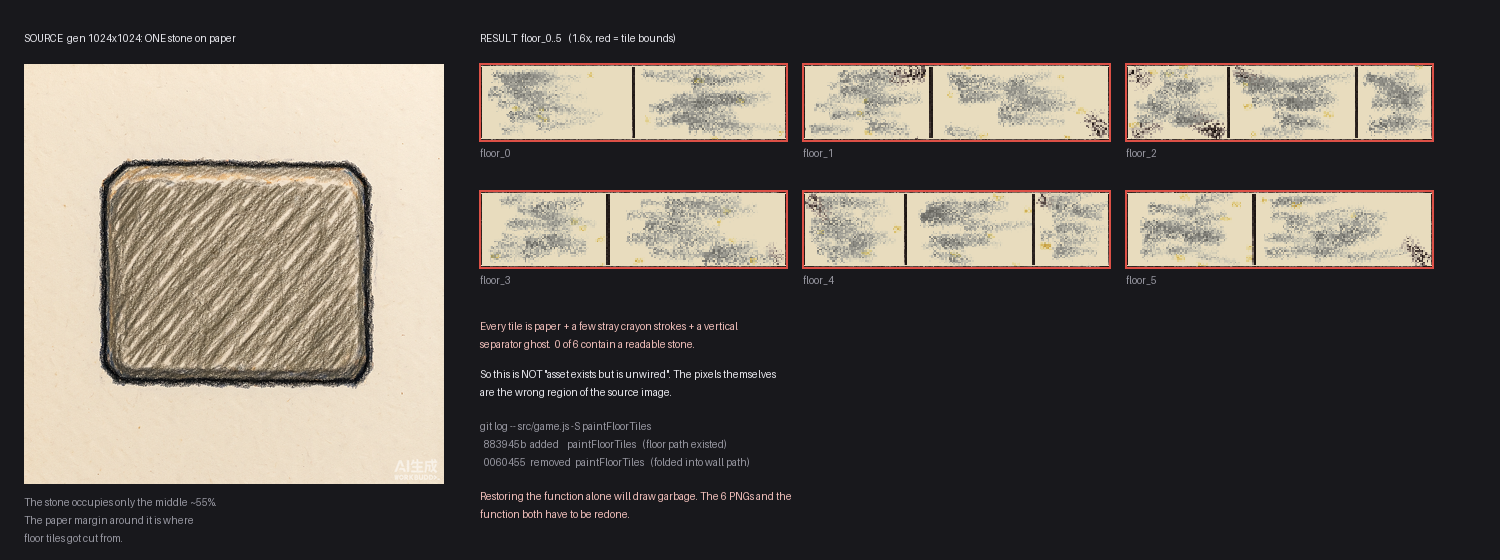 SOURCE gen 1024x1024: ONE stone on paper
AI生成
The stone occupies only the middle ~55%.
The paper margin around it is where
floor tiles got cut from.
RESULT floor_0..5 (1.6x, red = tile bounds)
floor_0
floor_1
floor_2
floor_3
floor_4
floor_5
Every tile is paper + a few stray crayon strokes + a vertical
separator ghost. 0 of 6 contain a readable stone.
So this is NOT "asset exists but is unwired". The pixels themselves
are the wrong region of the source image.
git log -- src/game.js -S paintFloorTiles
883945b added paintFloorTiles (floor path existed)
0060455 removed paintFloorTiles (folded into wall path)
Restoring the function alone will draw garbage. The 6 PNGs and the
function both have to be redone.